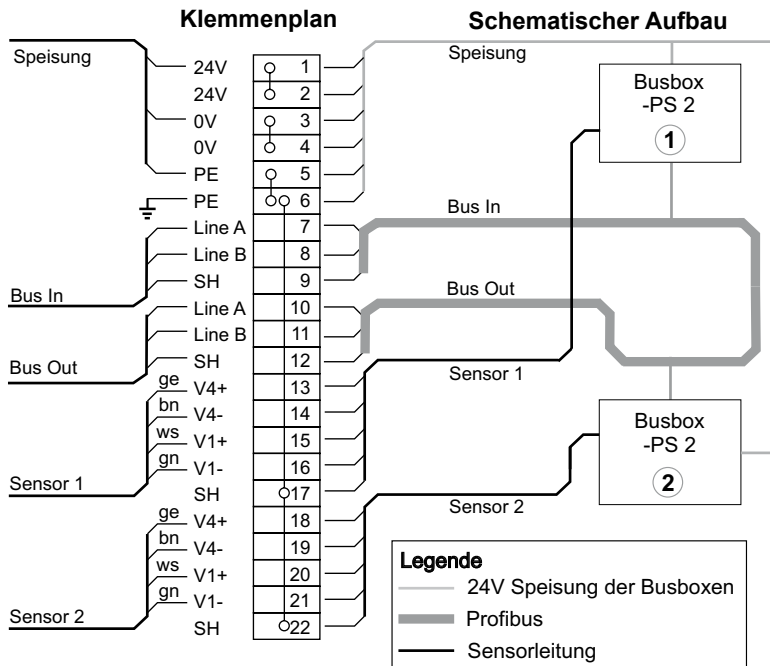 Klemmenplan
Schematischer Aufbau
Speisung
24V 1
24V 2
0V 3
0V 4
PE 5
PE 6
Line A 7
Line B 8
SH 9
Bus In
Line A 10
Line B 11
SH 12
Bus Out
ge V4+ 13
bn V4- 14
ws V1+ 15
gn V1- 16
Sensor 1
SH 17
ge V4+ 18
bn V4- 19
ws V1+ 20
gn V1- 21
Sensor 2
SH 22
Speisung
Busbox
-PS 2
1
Bus In
Bus Out
Sensor 1
Busbox
-PS 2
2
Sensor 2
Legende
24V Speisung der Busboxen
Profibus
Sensorleitung